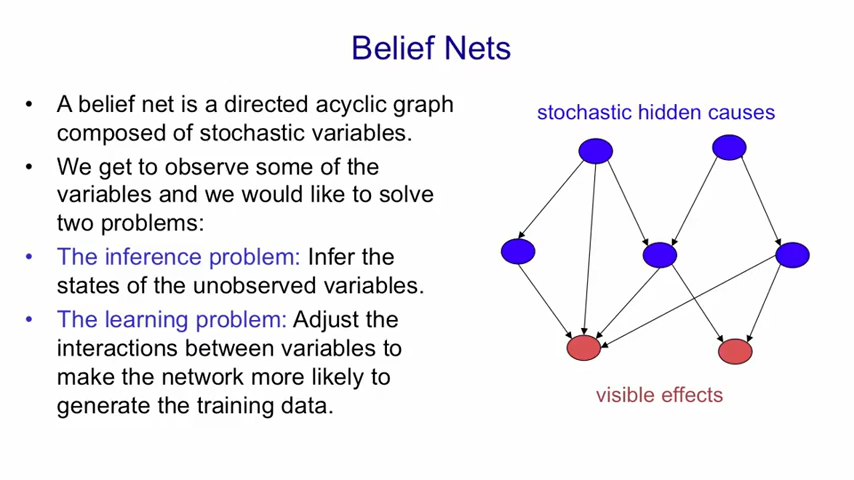 Belief Nets
• A belief net is a directed acyclic graph
composed of stochastic variables.
• We get to observe some of the
variables and we would like to solve
two problems:
• The inference problem: Infer the
states of the unobserved variables.
• The learning problem: Adjust the
interactions between variables to
make the network more likely to
generate the training data.
stochastic hidden causes
visible effects